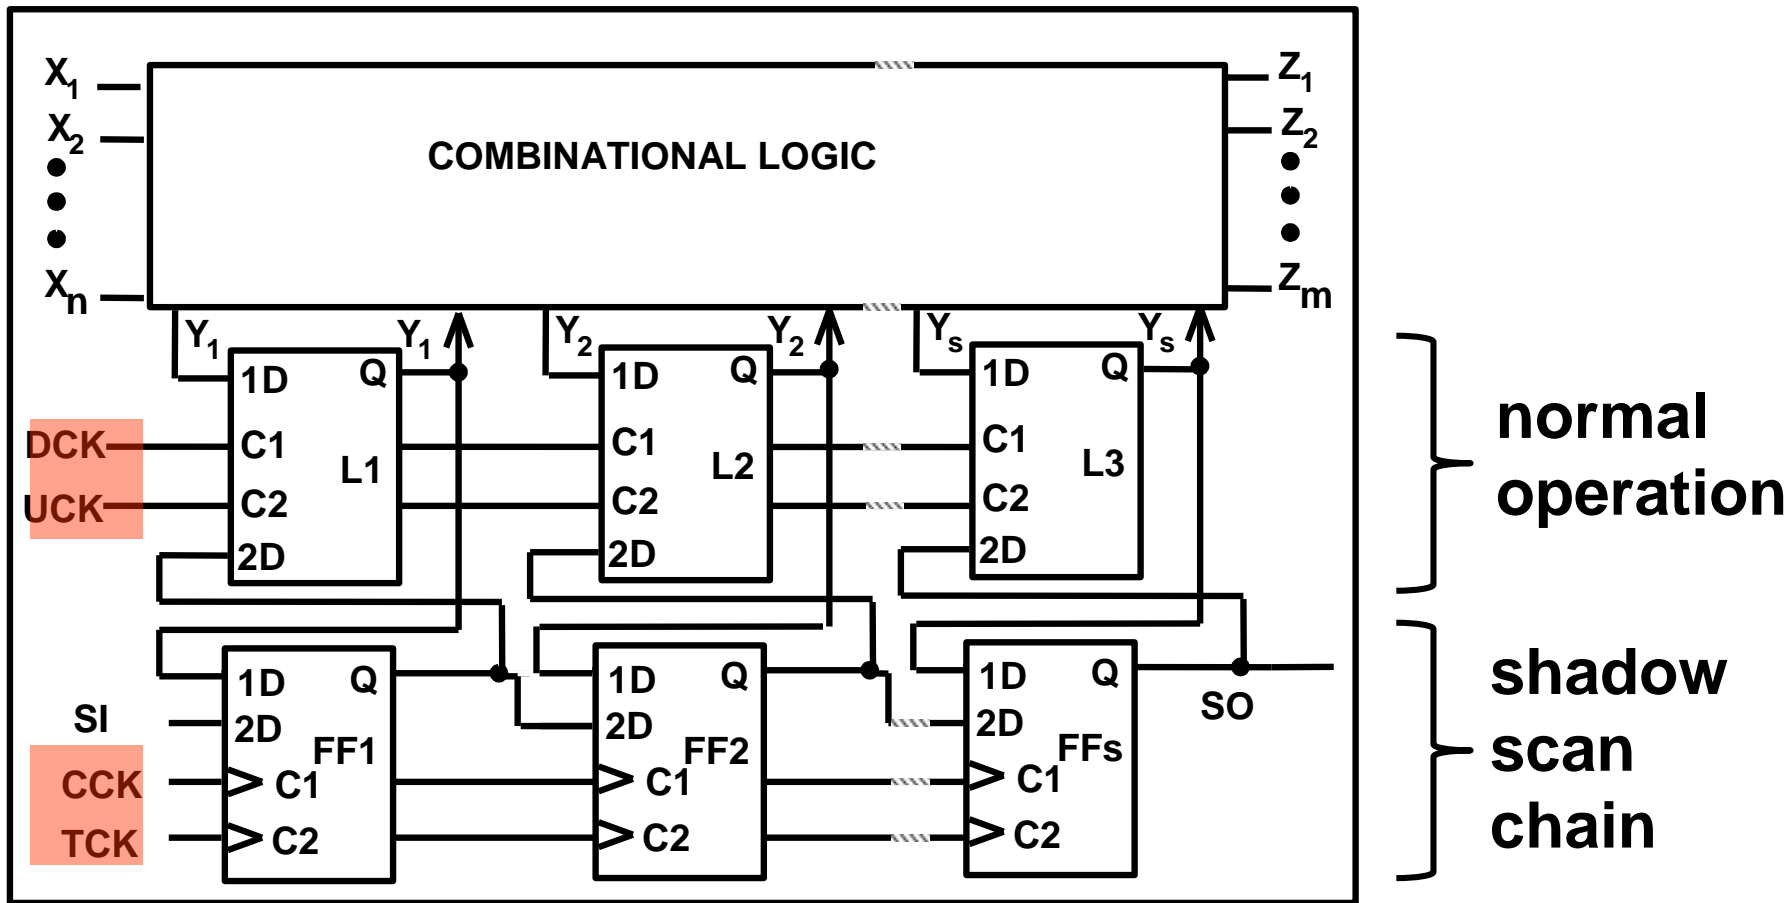 X1
X2
Xn
COMBINATIONAL LOGIC
Z1
Z2
Zm
Y1 Y1 Y2 Y2 Ys Ys
1D Q 1D Q 1D Q
DCK C1 C1 C1
L1 L2 L3
UCK C2 C2 C2
2D 2D 2D
normal
operation
1D Q 1D Q 1D Q
SI 2D 2D 2D SO
FF1 FF2 FFs
CCK C1 C1 C1
TCK C2 C2 C2
shadow
scan
chain